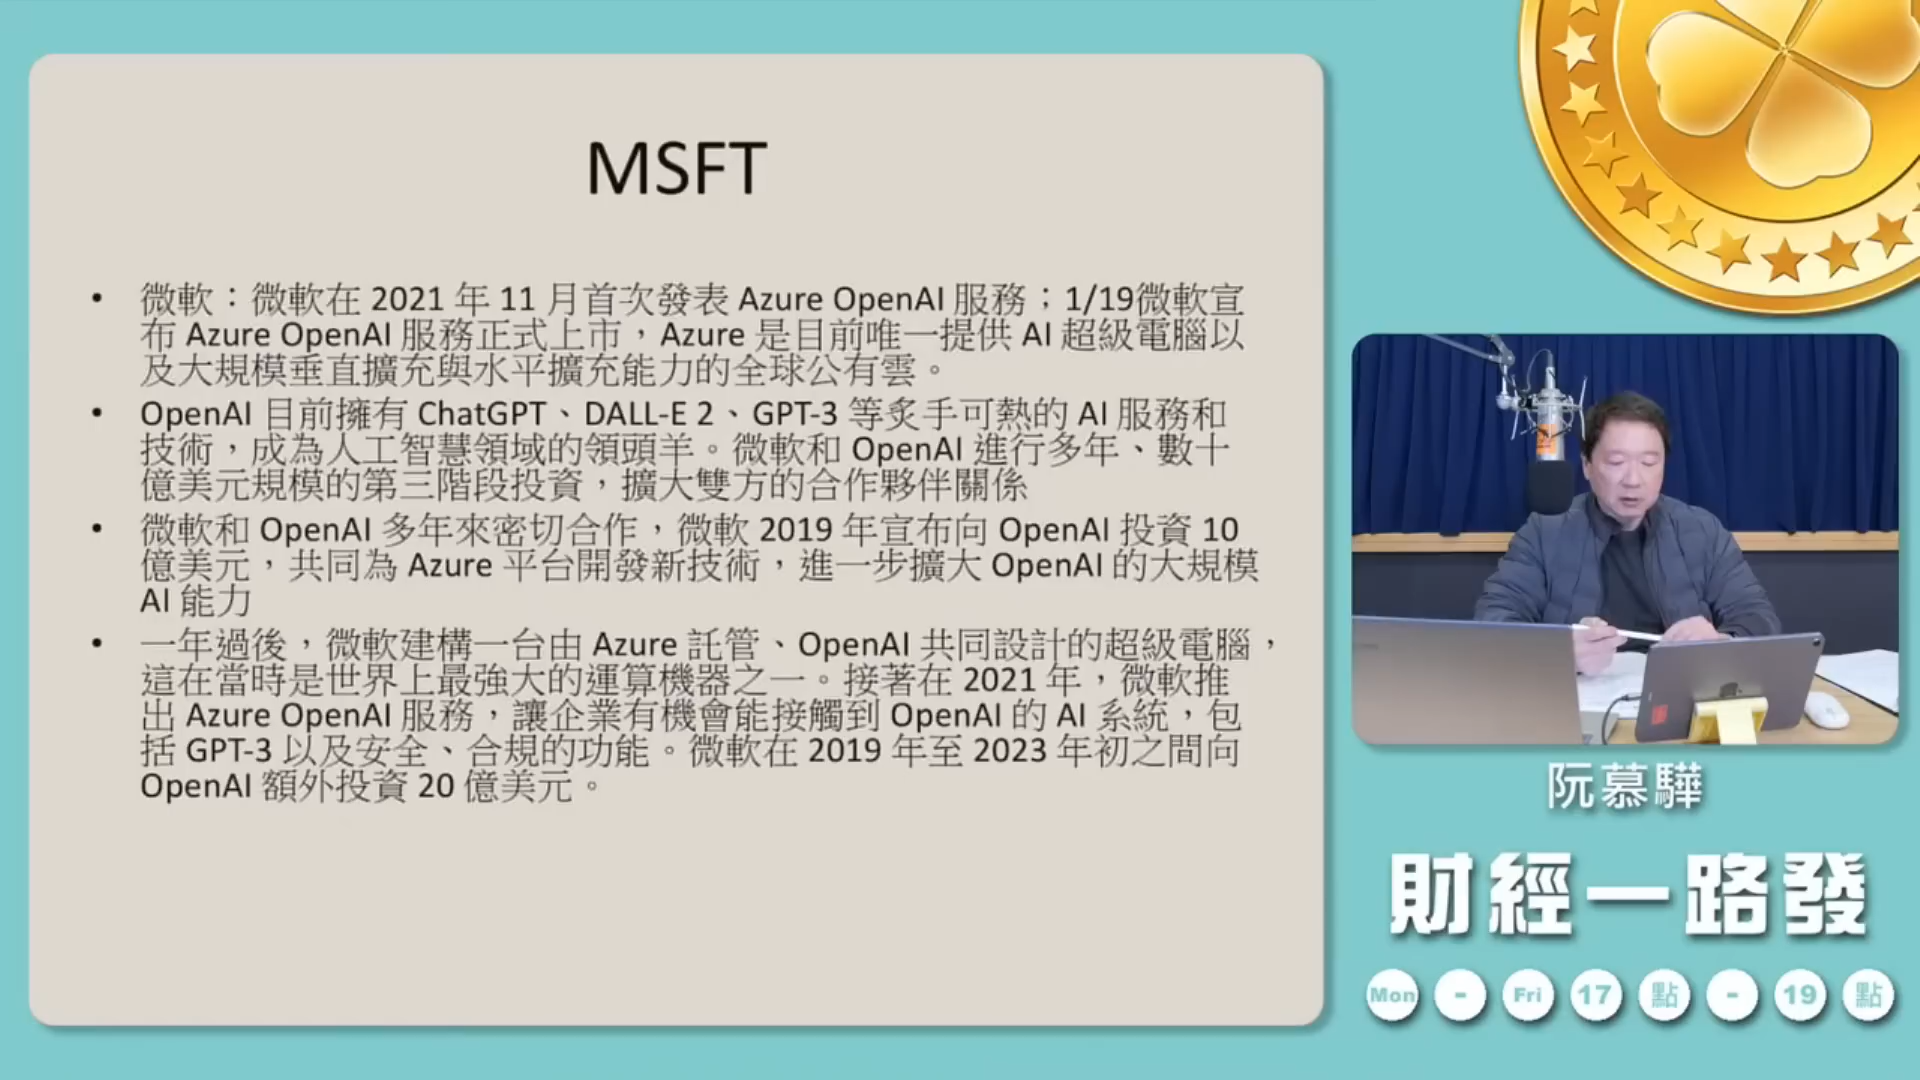 MSFT
• 微軟：微軟在 2021 年 11 月首次發表 Azure OpenAI 服務；1/19微軟宣
布 Azure OpenAI 服務正式上市，Azure 是目前唯一提供 AI 超級電腦以
及大規模垂直擴充與水平擴充能力的全球公有雲。
• OpenAI 目前擁有 ChatGPT、DALL-E 2、GPT-3 等炙手可熱的 AI 服務和
技術，成為人工智慧領域的領頭羊。微軟和 OpenAI 進行多年、數十
億美元規模的第三階段投資，擴大雙方的合作夥伴關係
• 微軟和 OpenAI 多年來密切合作，微軟 2019 年宣布向 OpenAI 投資 10
億美元，共同為 Azure 平台開發新技術，進一步擴大 OpenAI 的大規模
AI 能力
• 一年過後，微軟建構一台由 Azure 託管、OpenAI 共同設計的超級電腦，
這在當時是世界上最強大的運算機器之一。接著在 2021 年，微軟推
出 Azure OpenAI 服務，讓企業有機會能接觸到 OpenAI 的 AI 系統，包
括 GPT-3 以及安全、合規的功能。微軟在 2019 年至 2023 年初之間向
OpenAI 額外投資 20 億美元。
阮慕驊
財經一路發
Mon - Fri 17 點 - 19 點